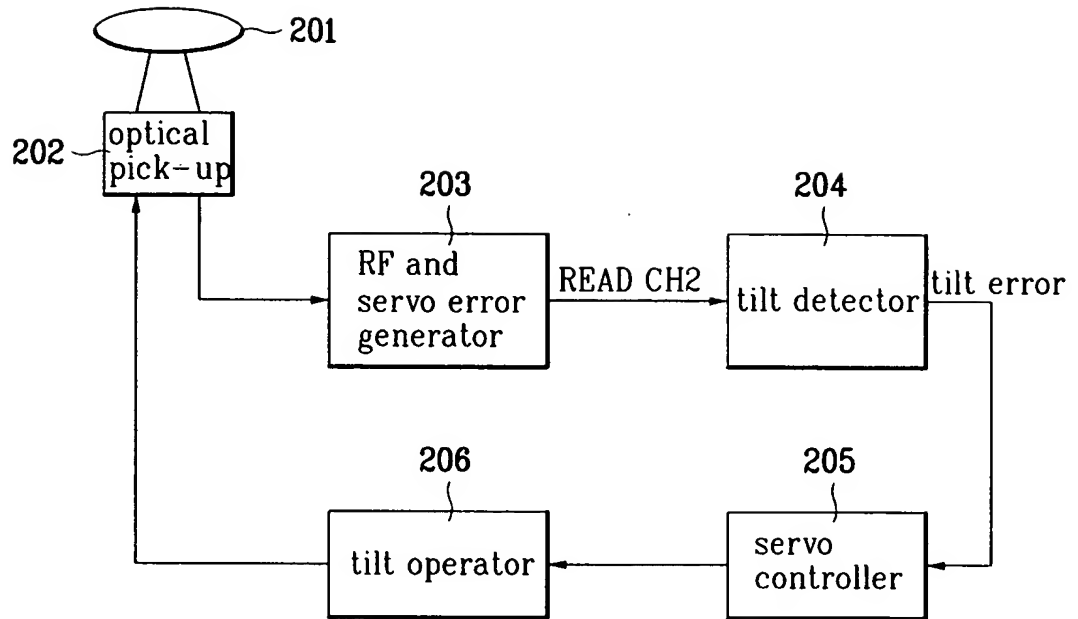 201
202
optical
pick-up
203
RF and
servo error
generator
READ CH2
204
tilt detector
tilt error
206
tilt operator
205
servo
controller